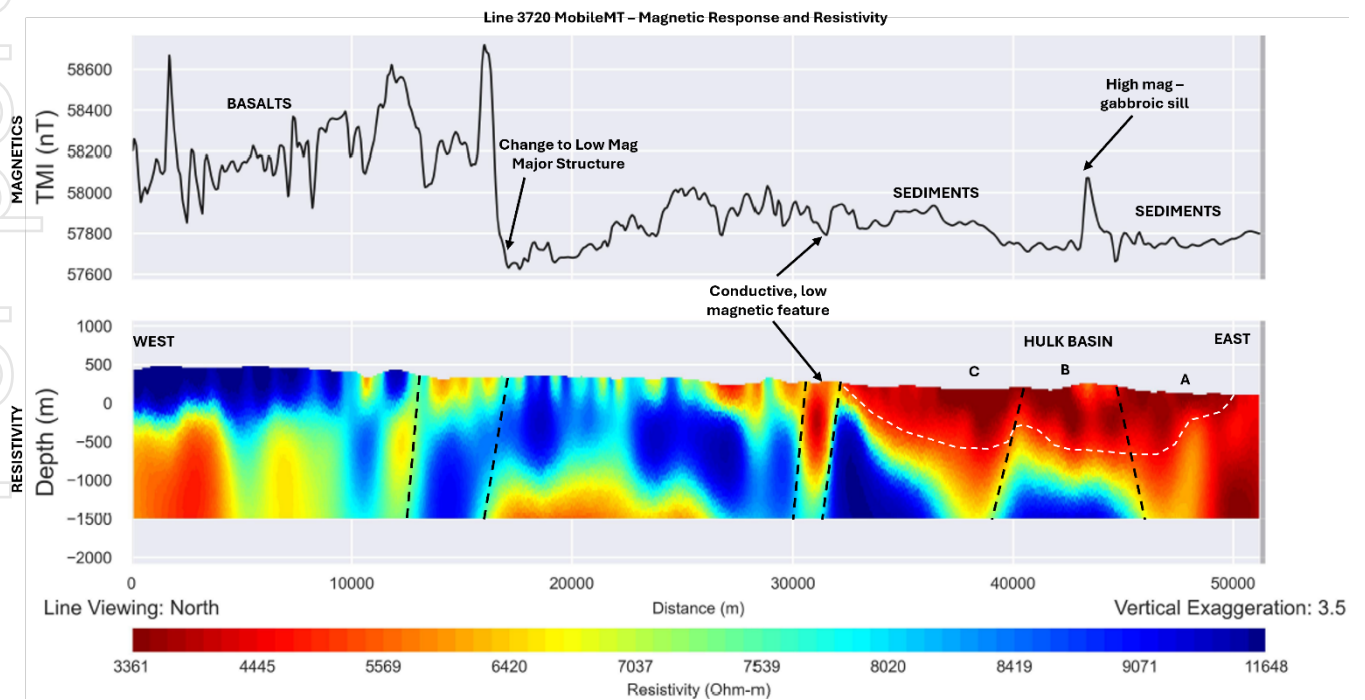 Line 3720 MobileMT – Magnetic Response and Resistivity
MAGNETICS
TMI (nT)
58600
58400
58200
58000
57800
57600
BASALTS
Change to Low Mag
Major Structure
High mag –
gabbroic sill
SEDIMENTS
SEDIMENTS
Conductive, low
magnetic feature
RESISTIVITY
Depth (m)
1000
500
0
−500
−1000
−1500
−2000
WEST
HULK BASIN
EAST
C
B
A
0
10000
20000
30000
40000
50000
Line Viewing: North
Distance (m)
Vertical Exaggeration: 3.5
3361
4445
5569
6420
7037
7539
8020
8419
9071
11648
Resistivity (Ohm-m)